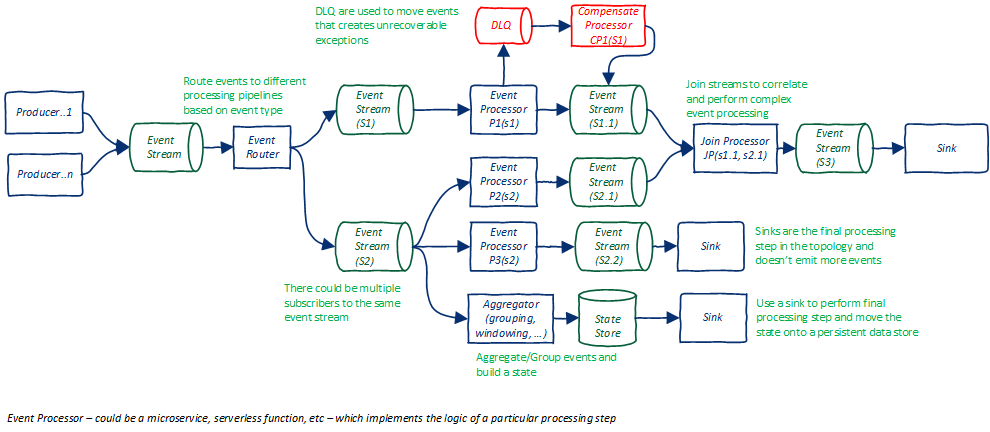 DLQ are used to move events
that creates unrecoverable
exceptions
DLQ
Compensate
Processor
CP1(S1)
Route events to different
processing pipelines
based on event type
Producer..1
Producer..n
Event
Stream
Event
Router
Event
Stream
(S1)
Event
Processor
P1(s1)
Event
Stream
(S1.1)
Join streams to correlate
and perform complex
event processing
Join Processor
JP(s1.1, s2.1)
Event
Stream
(S3)
Sink
Event
Processor
P2(s2)
Event
Stream
(S2.1)
Event
Stream
(S2)
Event
Processor
P3(s2)
Event
Stream
(S2.2)
Sink
Sinks are the final processing
step in the topology and
doesn't emit more events
There could be multiple
subscribers to the same
event stream
Aggregator
(grouping,
windowing, ...)
State
Store
Sink
Use a sink to perform final
processing step and move the
state onto a persistent data store
Aggregate/Group events and
build a state
Event Processor – could be a microservice, serverless function, etc – which implements the logic of a particular processing step